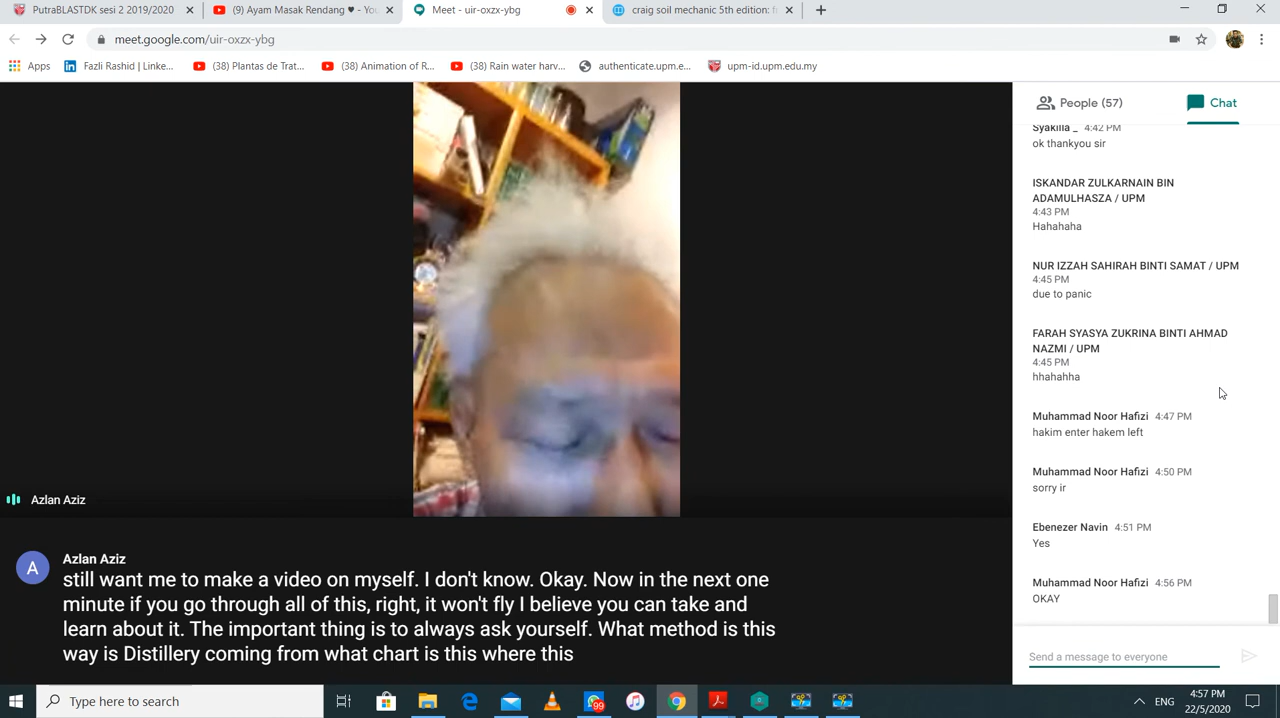 PutraBLASTDK sesi 2 2019/2020
(9) Ayam Masak Rendang ♥ - You
Meet - uir-oxzx-ybg
craig soil mechanic 5th edition: f
meet.google.com/uir-oxzx-ybg
Apps
Fazli Rashid | Linke...
(38) Plantas de Trat...
(38) Animation of R...
(38) Rain water harv...
authenticate.upm.e...
upm-id.upm.edu.my
People (57)
Chat
Syakilla _ 4:42 PM
ok thankyou sir
ISKANDAR ZULKARNAIN BIN
ADAMULHASZA / UPM
4:43 PM
Hahahaha
NUR IZZAH SAHIRAH BINTI SAMAT / UPM
4:45 PM
due to panic
FARAH SYASYA ZUKRINA BINTI AHMAD
NAZMI / UPM
4:45 PM
hhahahha
Muhammad Noor Hafizi 4:47 PM
hakim enter hakem left
Muhammad Noor Hafizi 4:50 PM
sorry ir
Ebenezer Navin 4:51 PM
Yes
Muhammad Noor Hafizi 4:56 PM
OKAY
Send a message to everyone
Azlan Aziz
A
Azlan Aziz
still want me to make a video on myself. I don't know. Okay. Now in the next one
minute if you go through all of this, right, it won't fly I believe you can take and
learn about it. The important thing is to always ask yourself. What method is this
way is Distillery coming from what chart is this where this
Type here to search
99
ENG
4:57 PM
22/5/2020